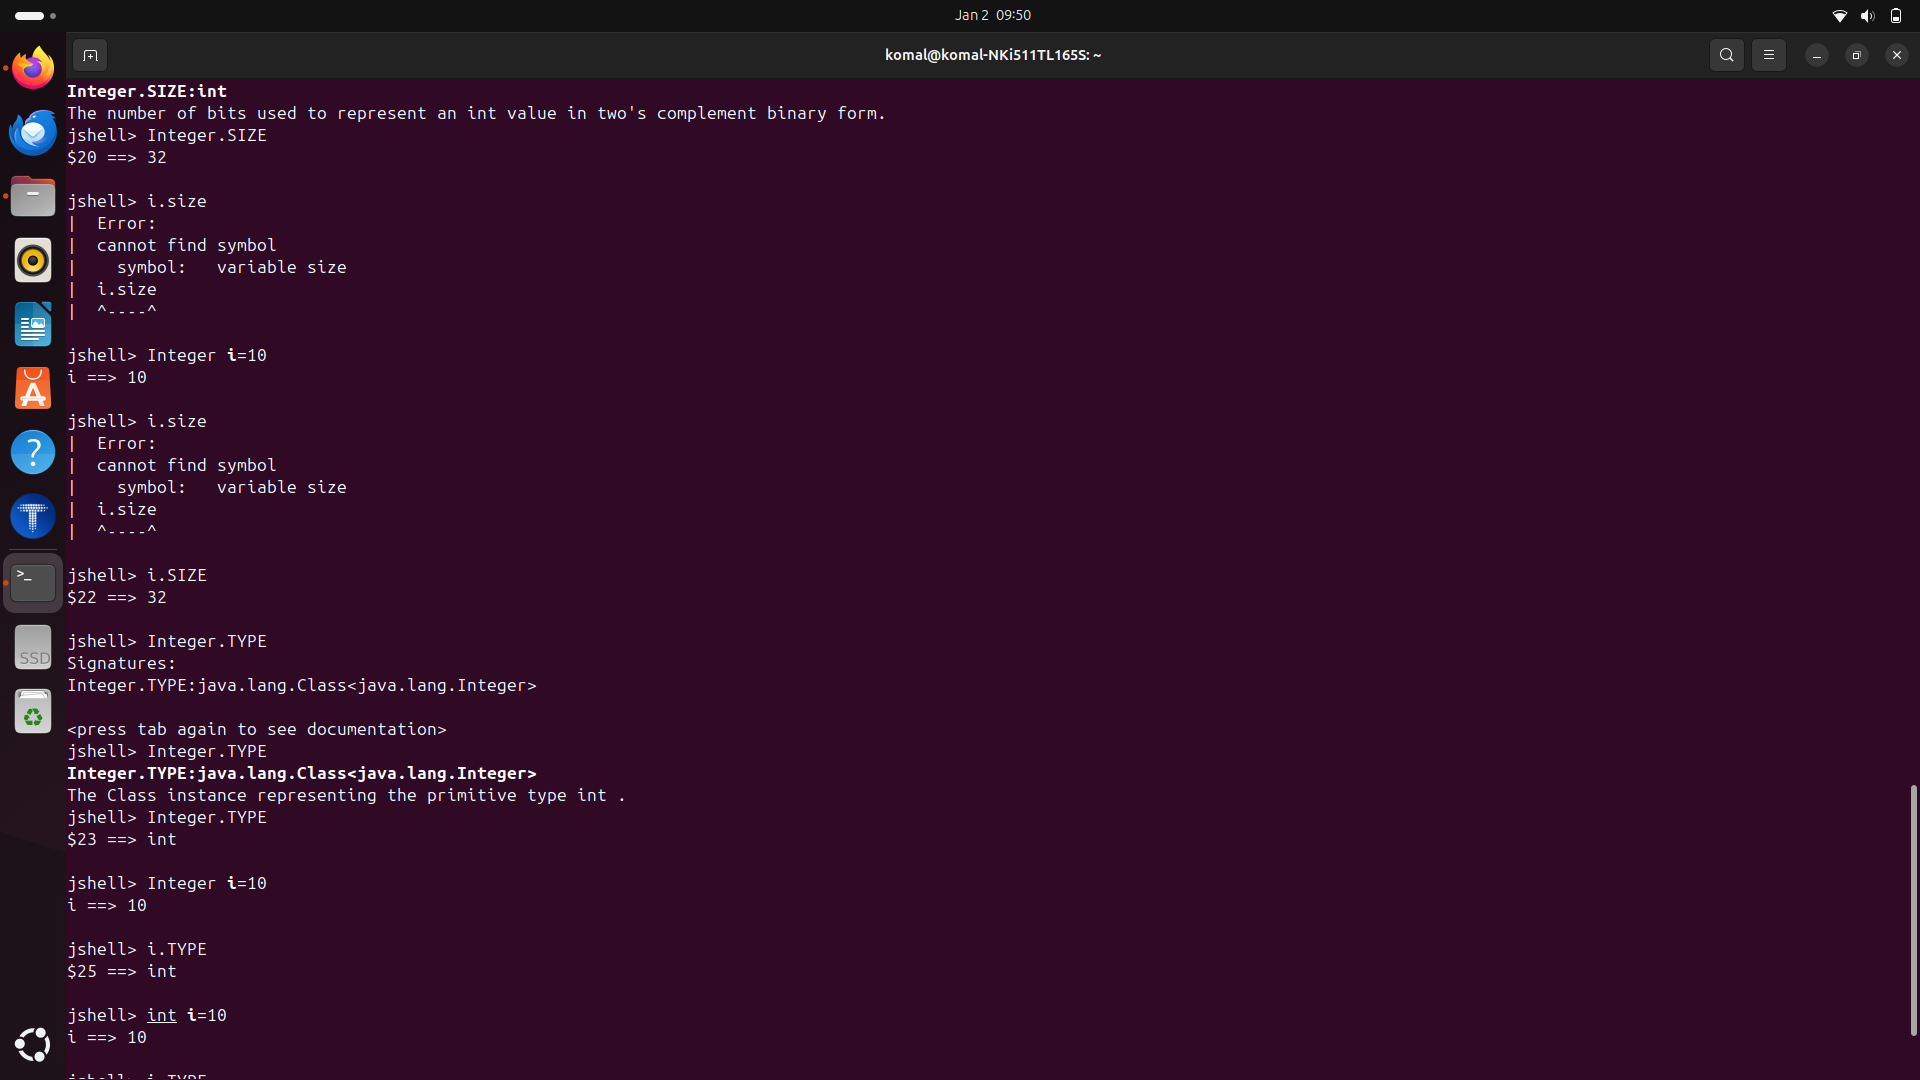 Jan 2 09:50
komal@komal-NKi511TL165S: ~
Integer.SIZE:int
The number of bits used to represent an int value in two's complement binary form.
jshell> Integer.SIZE
$20 ==> 32
jshell> i.size
|  Error:
|  cannot find symbol
|    symbol:   variable size
|  i.size
|  ^----^
jshell> Integer i=10
i ==> 10
jshell> i.size
|  Error:
|  cannot find symbol
|    symbol:   variable size
|  i.size
|  ^----^
jshell> i.SIZE
$22 ==> 32
jshell> Integer.TYPE
Signatures:
Integer.TYPE:java.lang.Class<java.lang.Integer>
<press tab again to see documentation>
jshell> Integer.TYPE
Integer.TYPE:java.lang.Class<java.lang.Integer>
The Class instance representing the primitive type int .
jshell> Integer.TYPE
$23 ==> int
jshell> Integer i=10
i ==> 10
jshell> i.TYPE
$25 ==> int
jshell> int i=10
i ==> 10
jshell> i.TYPE
SSD